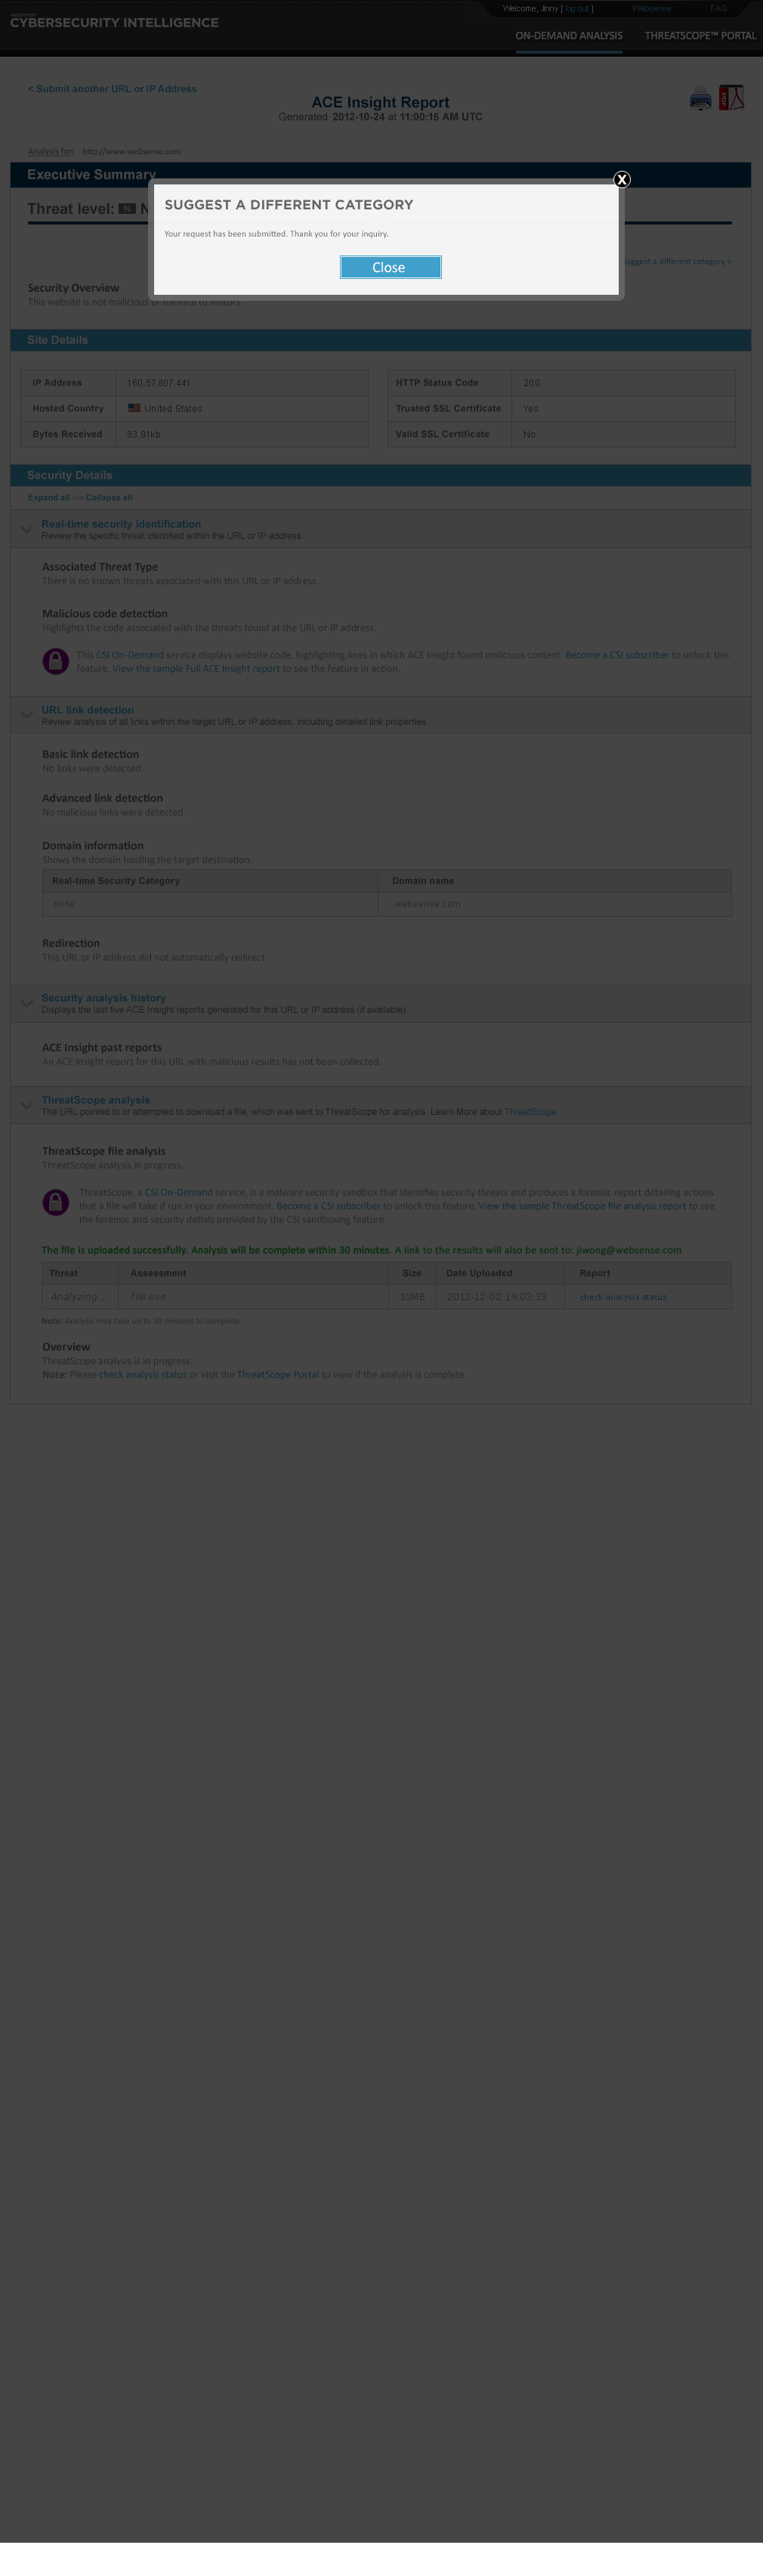 Welcome, Jinny [ log out ] Websense FAQ
CYBERSECURITY INTELLIGENCE
ON-DEMAND ANALYSIS THREATSCOPE™ PORTAL
< Submit another URL or IP Address
ACE Insight Report
Generated 2012-10-24 at 11:00:15 AM UTC
Analysis for: http://www.websense.com
Executive Summary
Threat level: N N
SUGGEST A DIFFERENT CATEGORY
Your request has been submitted. Thank you for your inquiry.
Close
X
suggest a different category >
Security Overview
This website is not malicious or harmful to visitors.
Site Details
IP Address 160.57.807.441
Hosted Country United States
Bytes Received 93.91kb
HTTP Status Code 200
Trusted SSL Certificate Yes
Valid SSL Certificate No
Security Details
Expand all ~~ Collapse all
Real-time security identification
Review the specific threat identified within the URL or IP address.
Associated Threat Type
There is no known threats associated with this URL or IP address.
Malicious code detection
Highlights the code associated with the threats found at the URL or IP address.
This CSI On-Demand service displays website code, highlighting lines in which ACE Insight found malicious content. Become a CSI subscriber to unlock this
feature. View the sample Full ACE Insight report to see the feature in action.
URL link detection
Review analysis of all links within the target URL or IP address, including detailed link properties.
Basic link detection
No links were detected.
Advanced link detection
No malicious links were detected.
Domain information
Shows the domain hosting the target destination.
Real-time Security Category Domain name
none websense.com
Redirection
This URL or IP address did not automatically redirect.
Security analysis history
Displays the last five ACE Insight reports generated for this URL or IP address (if available).
ACE Insight past reports
An ACE Insight report for this URL with malicious results has not been collected.
ThreatScope analysis
The URL pointed to or attempted to download a file, which was sent to ThreatScope for analysis. Learn More about ThreatScope.
ThreatScope file analysis
ThreatScope analysis in progress.
ThreatScope, a CSI On-Demand service, is a malware security sandbox that identifies security threats and produces a forensic report detailing actions
that a file will take if run in your environment. Become a CSI subscriber to unlock this feature. View the sample ThreatScope file analysis report to see
the forensic and security detials provided by the CSI sandboxing feature.
The file is uploaded successfully. Analysis will be complete within 30 minutes. A link to the results will also be sent to: jiwong@websense.com
Threat Assessment Size Date Uploaded Report
Analyzing... file.exe 10MB 2012-12-02 14:03:33 check analysis status
Note: Analysis may take up to 30 minutes to complete.
Overview
ThreatScope analysis is in progress.
Note: Please check analysis status or visit the ThreatScope Portal to view if the analysis is complete.